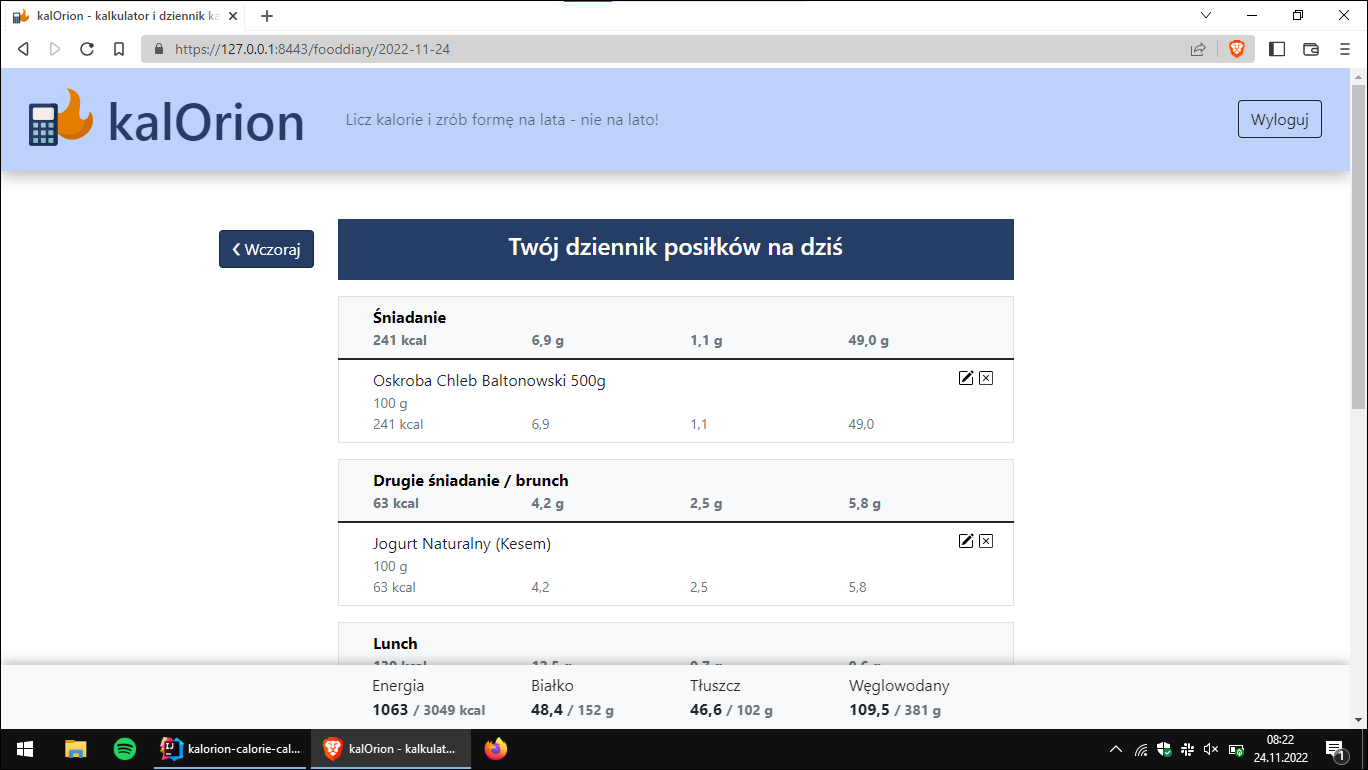 kalOrion - kalkulator i dziennik ka
https://127.0.0.1:8443/fooddiary/2022-11-24
kalOrion
Licz kalorie i zrób formę na lata - nie na lato!
Wyloguj
Wczoraj
Twój dziennik posiłków na dziś
Śniadanie
241 kcal 6,9 g 1,1 g 49,0 g
Oskroba Chleb Baltonowski 500g
100 g
241 kcal 6,9 1,1 49,0
Drugie śniadanie / brunch
63 kcal 4,2 g 2,5 g 5,8 g
Jogurt Naturalny (Kesem)
100 g
63 kcal 4,2 2,5 5,8
Lunch
Energia Białko Tłuszcz Węglowodany
1063 / 3049 kcal 48,4 / 152 g 46,6 / 102 g 109,5 / 381 g
kalorion-calorie-cal...
kalOrion - kalkulat...
08:22
24.11.2022
1